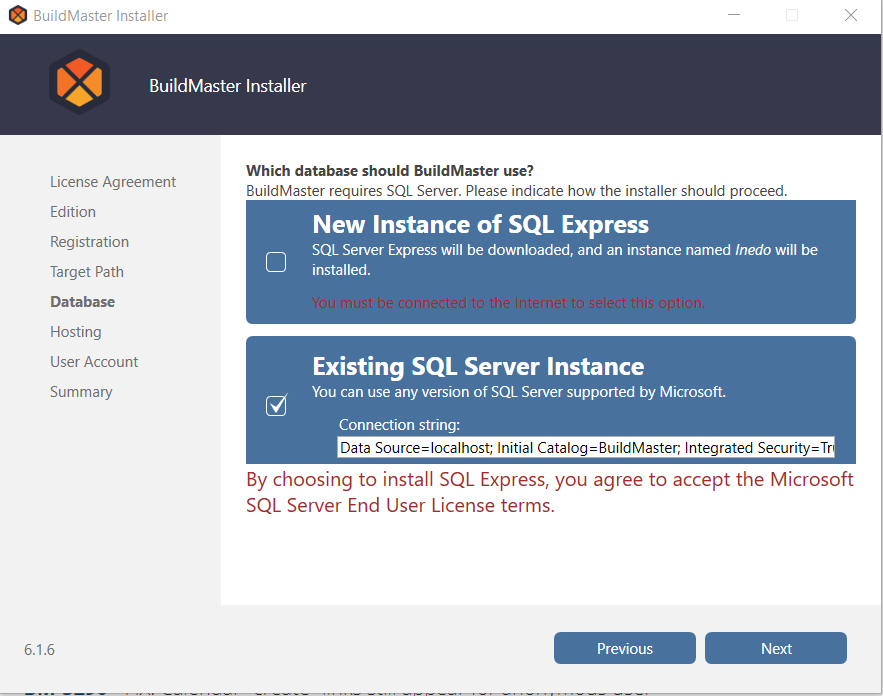 BuildMaster Installer
BuildMaster Installer
License Agreement
Edition
Registration
Target Path
Database
Hosting
User Account
Summary
Which database should BuildMaster use?
BuildMaster requires SQL Server. Please indicate how the installer should proceed.
New Instance of SQL Express
SQL Server Express will be downloaded, and an instance named Inedo will be
installed.
You must be connected to the Internet to select this option.
Existing SQL Server Instance
You can use any version of SQL Server supported by Microsoft.
Connection string:
Data Source=localhost; Initial Catalog=BuildMaster; Integrated Security=Tru
By choosing to install SQL Express, you agree to accept the Microsoft
SQL Server End User License terms.
6.1.6
Previous
Next